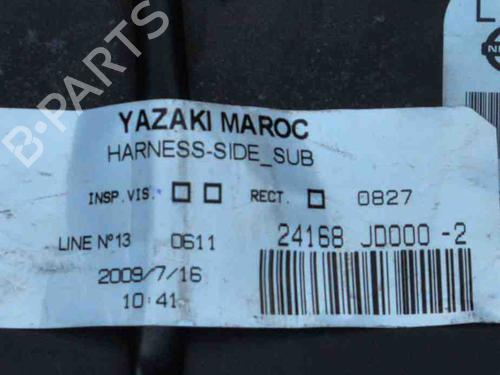 B-PARTS
L
YAZAKI MAROC
HARNESS-SIDE_SUB
INSP.VIS. RECT. 0827
LINE Nº13 0611 24168 JD000 -2
2009/7/16
10:41